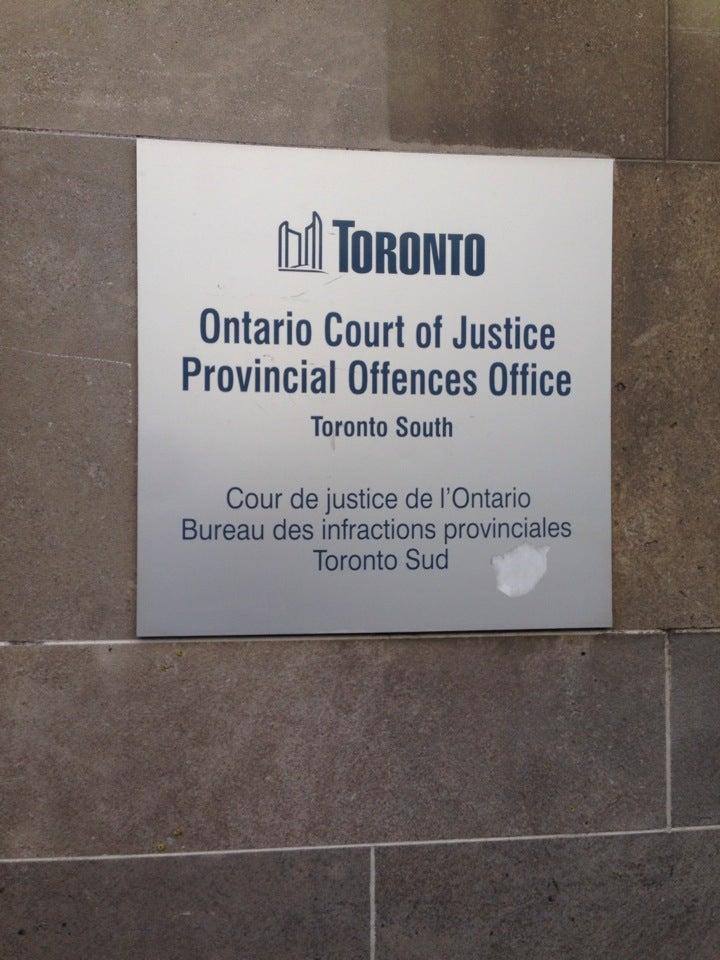 TORONTO
Ontario Court of Justice
Provincial Offences Office
Toronto South
Cour de justice de l'Ontario
Bureau des infractions provinciales
Toronto Sud